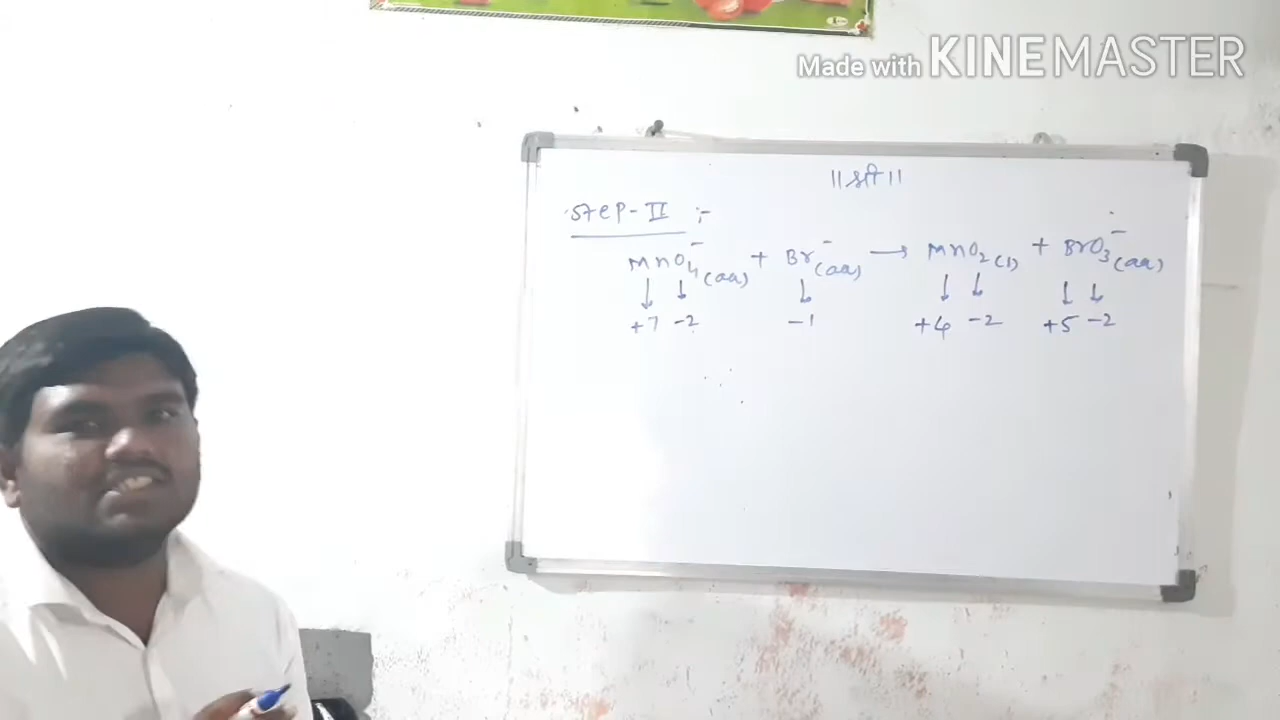 Made with KINEMASTER
॥ श्री ॥
STEP-II :-
MnO₄⁻(aq) + Br⁻(aq) → MnO₂(l) + BrO₃⁻(aq)
↓ ↓ ↓ ↓ ↓ ↓ ↓
+7 -2 -1 +4 -2 +5 -2